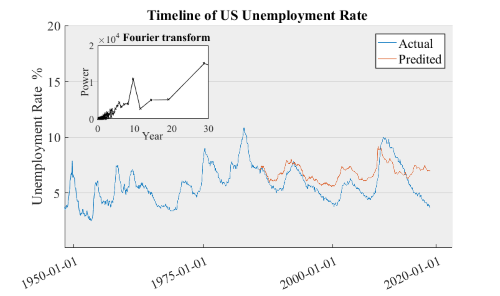 Timeline of US Unemployment Rate
20
15
10
5
Unemployment Rate %
×10⁴ Fourier transform
2
1
0
Power
0 10 20 30
Year
Actual
Predited
1950-01-01 1975-01-01 2000-01-01 2020-01-01